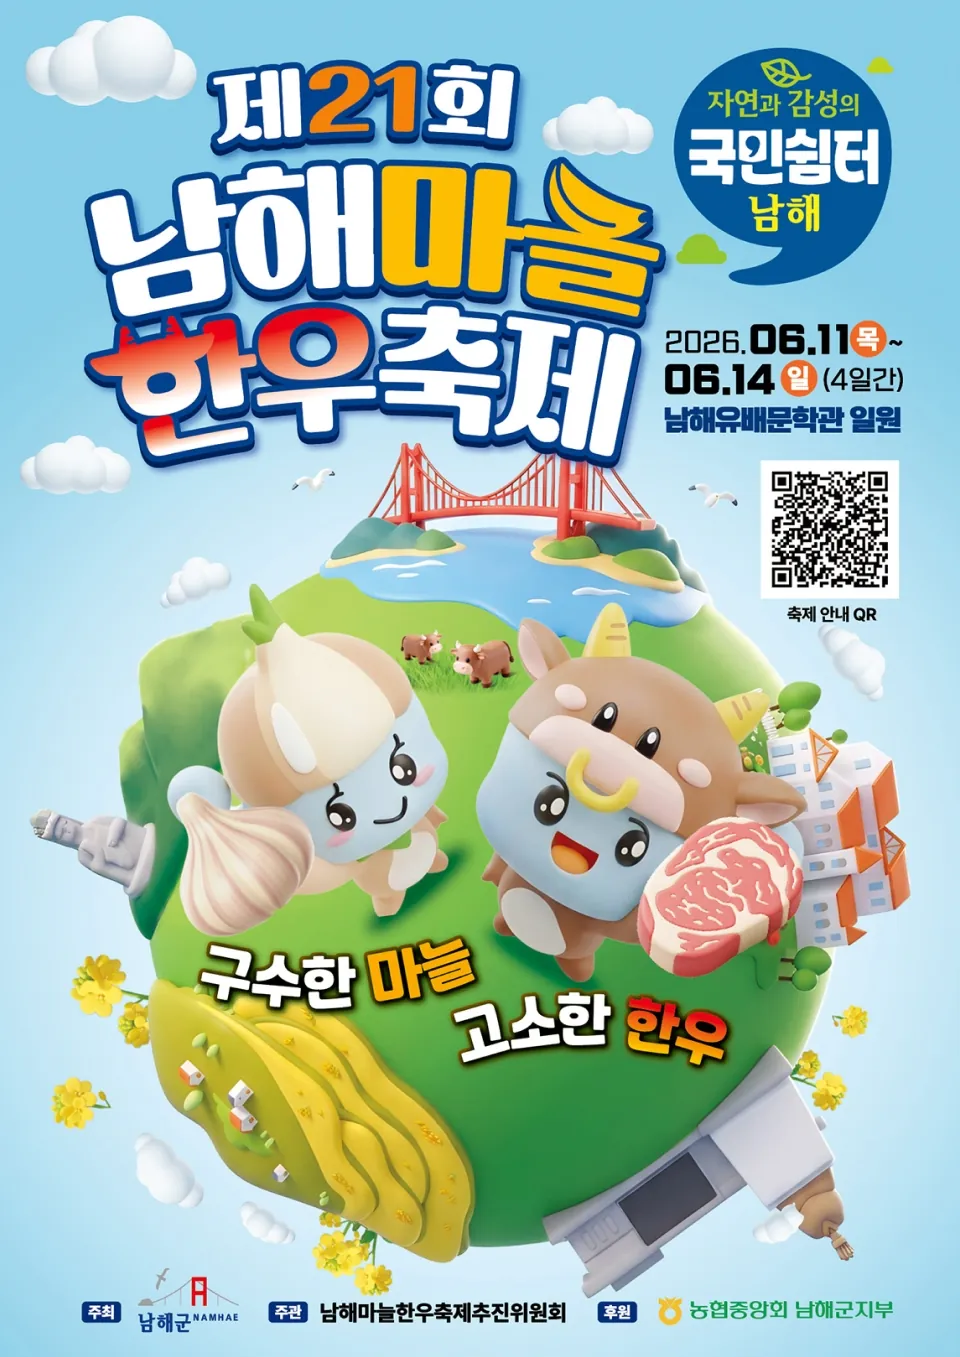 제21회
남해마늘
한우축제
자연과 감성의
국민쉼터
남해
2026. 06.11 목 ~
06.14 일 (4일간)
남해유배문학관 일원
축제 안내 QR
구수한 마늘
고소한 한우
주최 남해군 NAMHAE 주관 남해마늘한우축제추진위원회 후원 농협중앙회 남해군지부